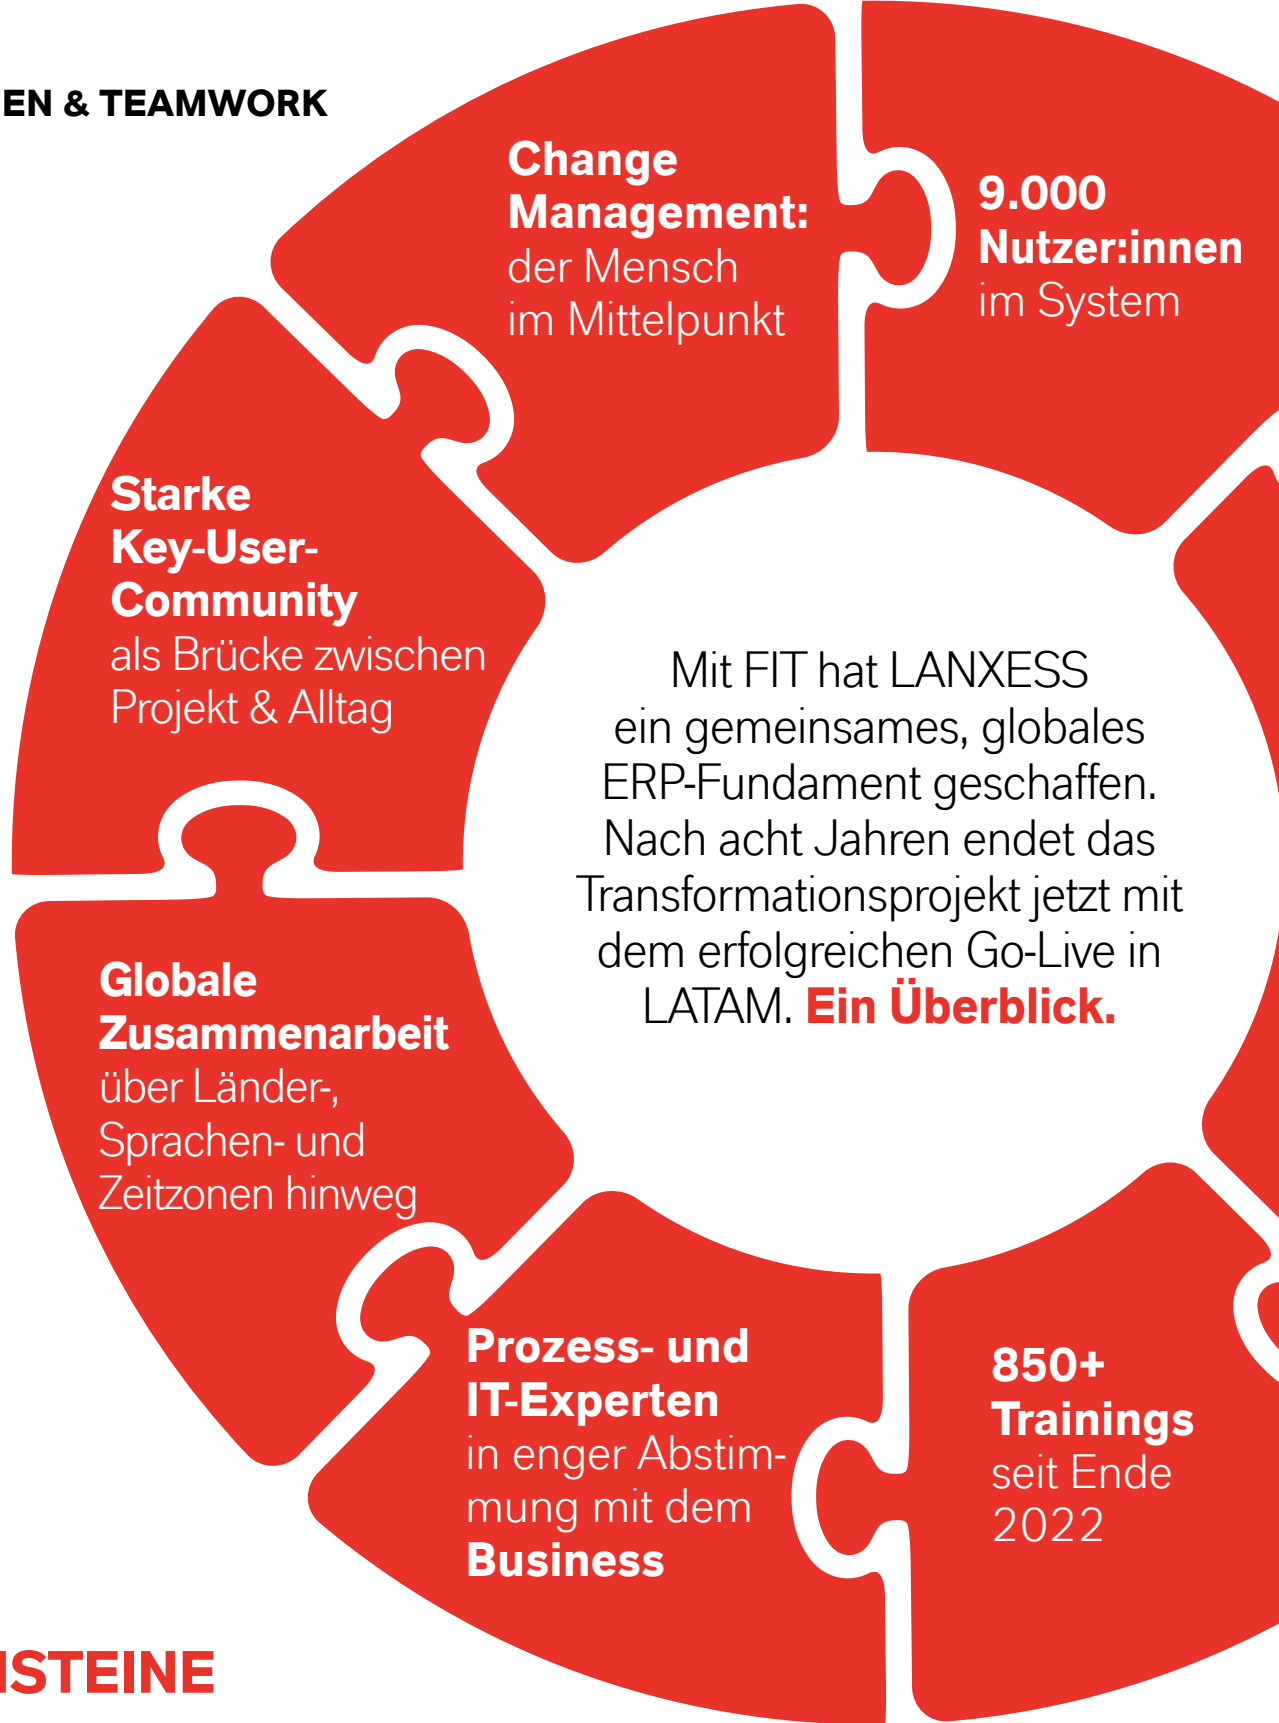 EN & TEAMWORK
Change
Management:
der Mensch
im Mittelpunkt
9.000
Nutzer:innen
im System
Starke
Key-User-
Community
als Brücke zwischen
Projekt & Alltag
Mit FIT hat LANXESS
ein gemeinsames, globales
ERP-Fundament geschaffen.
Nach acht Jahren endet das
Transformationsprojekt jetzt mit
dem erfolgreichen Go-Live in
LATAM. Ein Überblick.
Globale
Zusammenarbeit
über Länder-,
Sprachen- und
Zeitzonen hinweg
Prozess- und
IT-Experten
in enger Abstim-
mung mit dem
Business
850+
Trainings
seit Ende
2022
STEINE